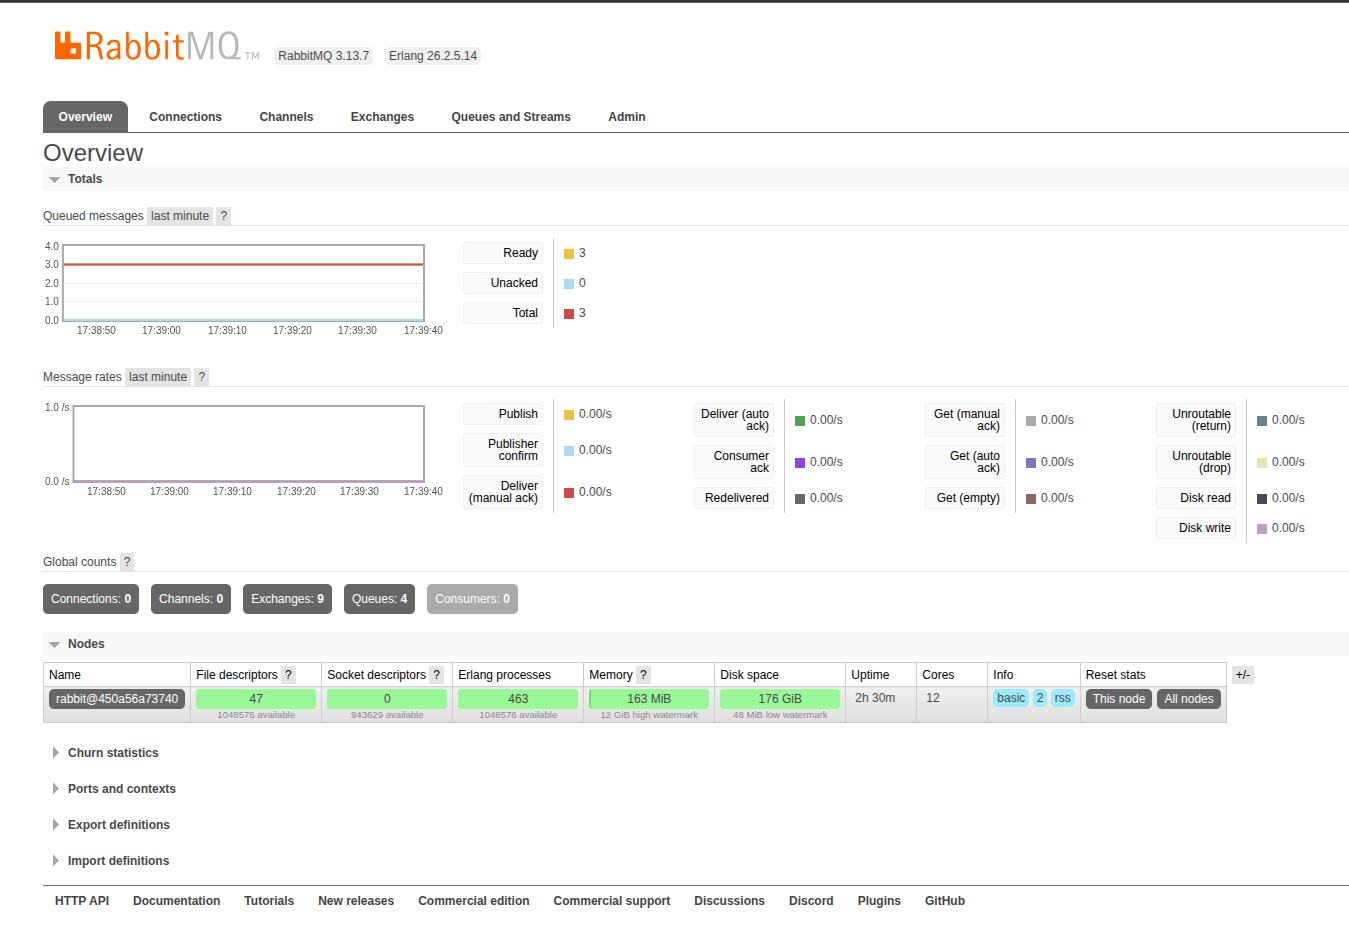 RabbitMQ TM RabbitMQ 3.13.7 Erlang 26.2.5.14
Overview Connections Channels Exchanges Queues and Streams Admin
Overview
Totals
Queued messages last minute ?
4.0
3.0
2.0
1.0
0.0
17:38:50 17:39:00 17:39:10 17:39:20 17:39:30 17:39:40
Ready 3
Unacked 0
Total 3
Message rates last minute ?
1.0 /s
0.0 /s
17:38:50 17:39:00 17:39:10 17:39:20 17:39:30 17:39:40
Publish 0.00/s
Publisher
confirm 0.00/s
Deliver
(manual ack) 0.00/s
Deliver (auto
ack) 0.00/s
Consumer
ack 0.00/s
Redelivered 0.00/s
Get (manual
ack) 0.00/s
Get (auto
ack) 0.00/s
Get (empty) 0.00/s
Unroutable
(return) 0.00/s
Unroutable
(drop) 0.00/s
Disk read 0.00/s
Disk write 0.00/s
Global counts ?
Connections: 0 Channels: 0 Exchanges: 9 Queues: 4 Consumers: 0
Nodes
Name File descriptors ? Socket descriptors ? Erlang processes Memory ? Disk space Uptime Cores Info Reset stats +/-
rabbit@450a56a73740 47 0 463 163 MiB 176 GiB 2h 30m 12 basic 2 rss This node All nodes
1048576 available 943629 available 1048576 available 12 GiB high watermark 48 MiB low watermark
Churn statistics
Ports and contexts
Export definitions
Import definitions
HTTP API Documentation Tutorials New releases Commercial edition Commercial support Discussions Discord Plugins GitHub